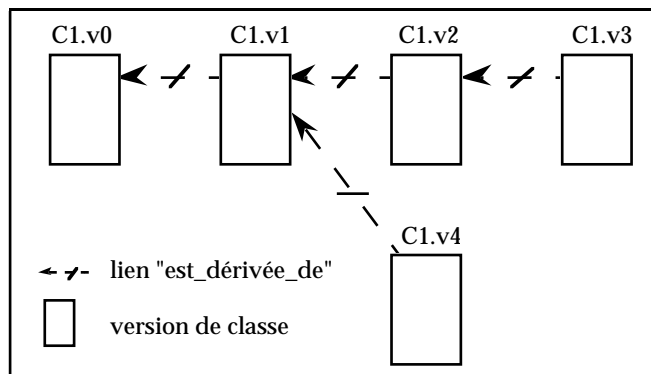 C1.v0 C1.v1 C1.v2 C1.v3
C1.v4
lien "est_dérivée_de"
version de classe